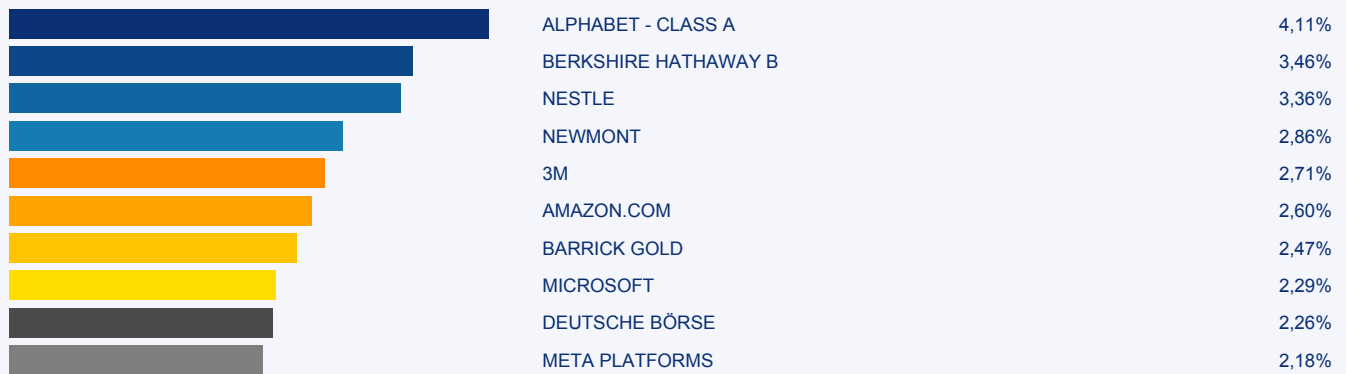 ALPHABET - CLASS A 4,11%
BERKSHIRE HATHAWAY B 3,46%
NESTLE 3,36%
NEWMONT 2,86%
3M 2,71%
AMAZON.COM 2,60%
BARRICK GOLD 2,47%
MICROSOFT 2,29%
DEUTSCHE BÖRSE 2,26%
META PLATFORMS 2,18%